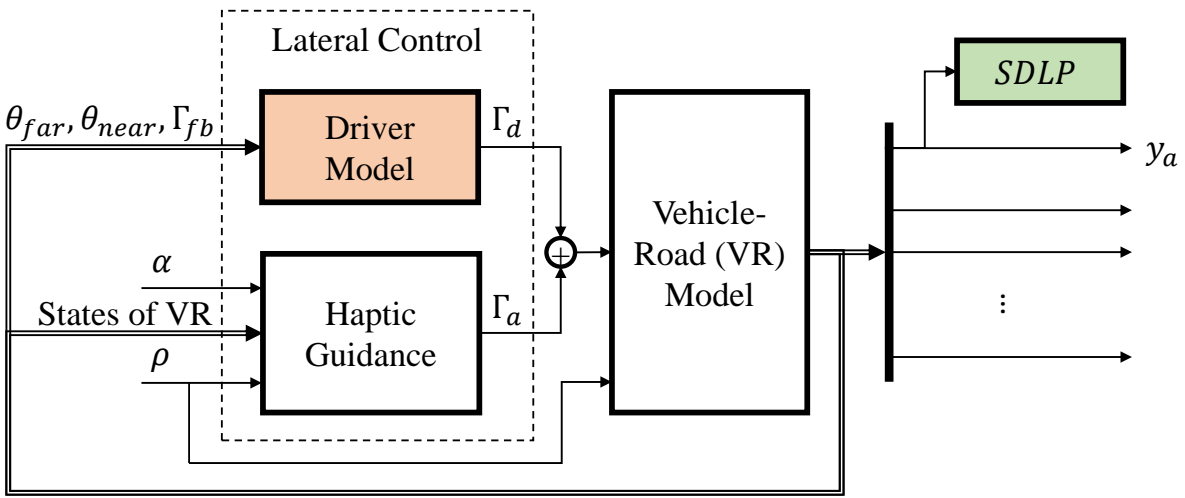 Lateral Control
SDLP
θ_far, θ_near, Γ_fb
Driver
Model
Γ_d
y_a
Vehicle-
Road (VR)
Model
+
α
States of VR
ρ
Haptic
Guidance
Γ_a
⋮